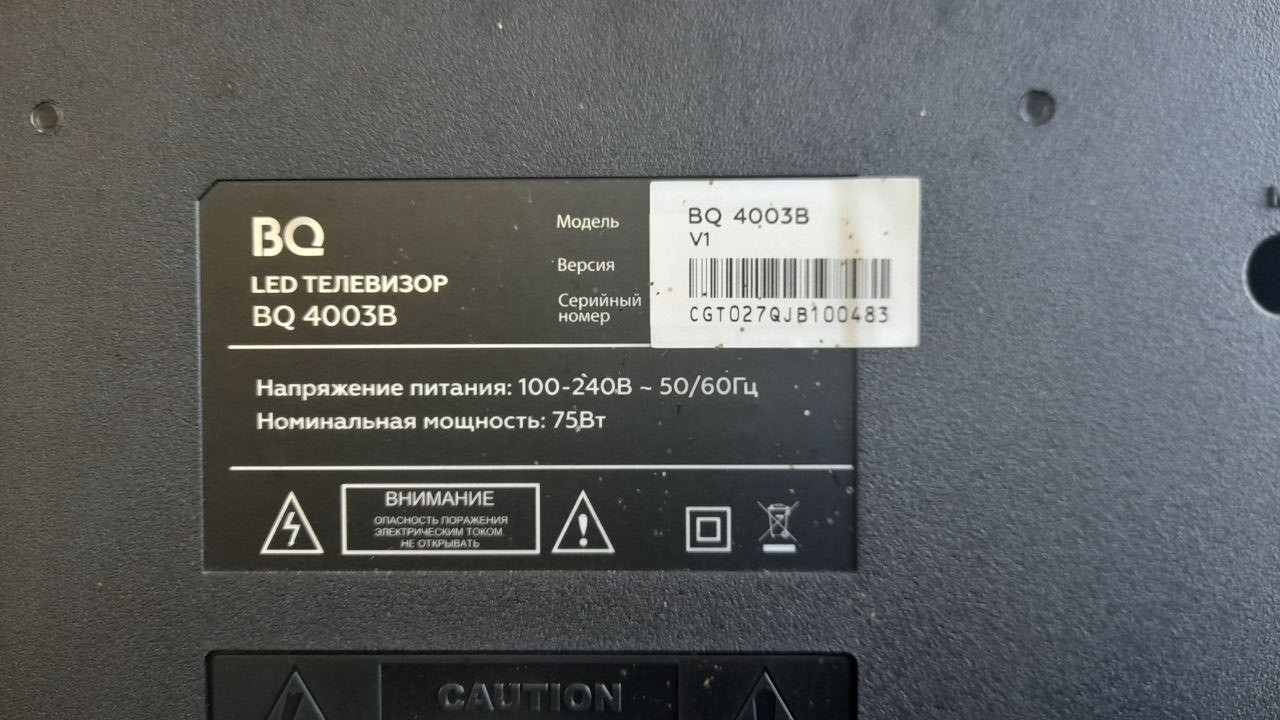 BQ
LED ТЕЛЕВИЗОР
BQ 4003B
Модель
BQ 4003B
Версия
V1
Серийный
номер
CGT027QJB100483
Напряжение питания: 100-240В ~ 50/60Гц
Номинальная мощность: 75Вт
ВНИМАНИЕ
ОПАСНОСТЬ ПОРАЖЕНИЯ
ЭЛЕКТРИЧЕСКИМ ТОКОМ
НЕ ОТКРЫВАТЬ
CAUTION